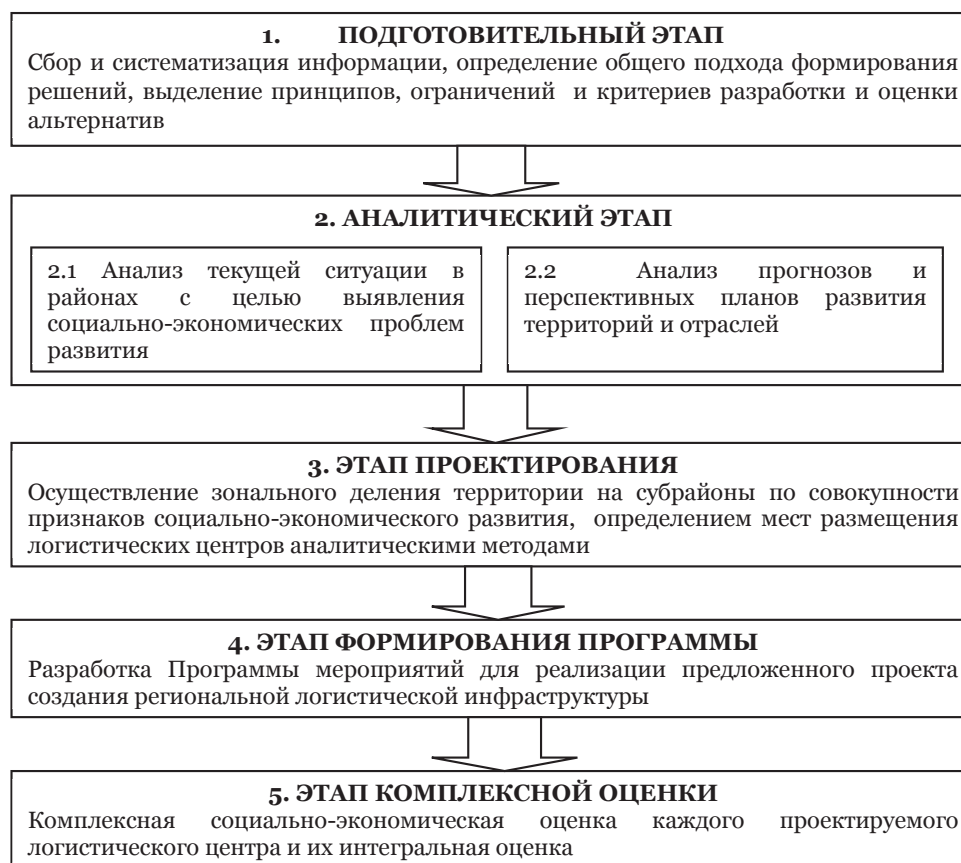 1. ПОДГОТОВИТЕЛЬНЫЙ ЭТАП
Сбор и систематизация информации, определение общего подхода формирования
решений, выделение принципов, ограничений и критериев разработки и оценки
альтернатив
2. АНАЛИТИЧЕСКИЙ ЭТАП
2.1 Анализ текущей ситуации в
районах с целью выявления
социально-экономических проблем
развития
2.2 Анализ прогнозов и
перспективных планов развития
территорий и отраслей
3. ЭТАП ПРОЕКТИРОВАНИЯ
Осуществление зонального деления территории на субрайоны по совокупности
признаков социально-экономического развития, определением мест размещения
логистических центров аналитическими методами
4. ЭТАП ФОРМИРОВАНИЯ ПРОГРАММЫ
Разработка Программы мероприятий для реализации предложенного проекта
создания региональной логистической инфраструктуры
5. ЭТАП КОМПЛЕКСНОЙ ОЦЕНКИ
Комплексная социально-экономическая оценка каждого проектируемого
логистического центра и их интегральная оценка